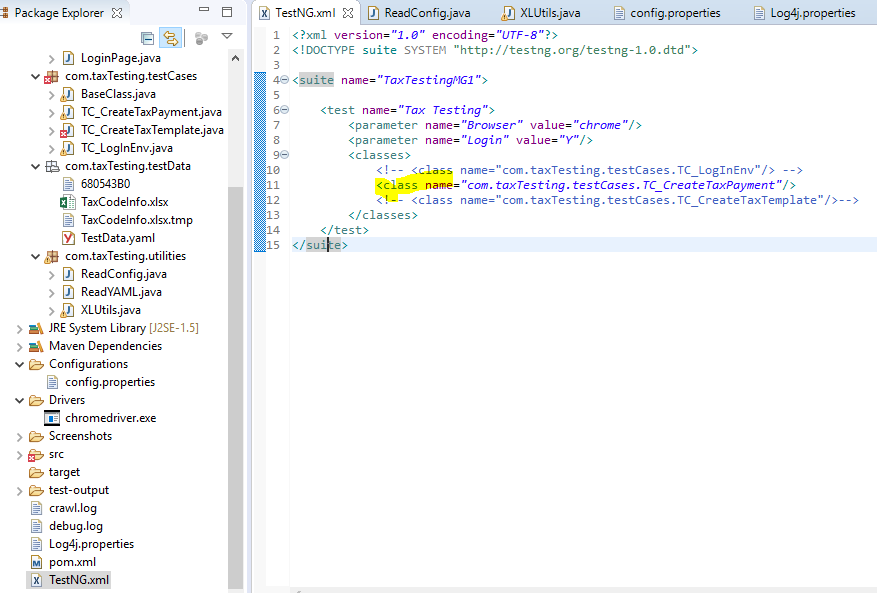 Package Explorer
LoginPage.java
com.taxTesting.testCases
BaseClass.java
TC_CreateTaxPayment.java
TC_CreateTaxTemplate.java
TC_LogInEnv.java
com.taxTesting.testData
680543B0
TaxCodeInfo.xlsx
TaxCodeInfo.xlsx.tmp
TestData.yaml
com.taxTesting.utilities
ReadConfig.java
ReadYAML.java
XLUtils.java
JRE System Library [J2SE-1.5]
Maven Dependencies
Configurations
config.properties
Drivers
chromedriver.exe
Screenshots
src
target
test-output
crawl.log
debug.log
Log4j.properties
pom.xml
TestNG.xml
TestNG.xml ReadConfig.java XLUtils.java config.properties Log4j.properties
1 <?xml version="1.0" encoding="UTF-8"?>
2 <!DOCTYPE suite SYSTEM "http://testng.org/testng-1.0.dtd">
3
4 <suite name="TaxTestingMG1">
5
6 <test name="Tax Testing">
7 <parameter name="Browser" value="chrome"/>
8 <parameter name="Login" value="Y"/>
9 <classes>
10 <!-- <class name="com.taxTesting.testCases.TC_LogInEnv"/> -->
11 <class name="com.taxTesting.testCases.TC_CreateTaxPayment"/>
12 <!-- <class name="com.taxTesting.testCases.TC_CreateTaxTemplate"/>-->
13 </classes>
14 </test>
15 </suite>